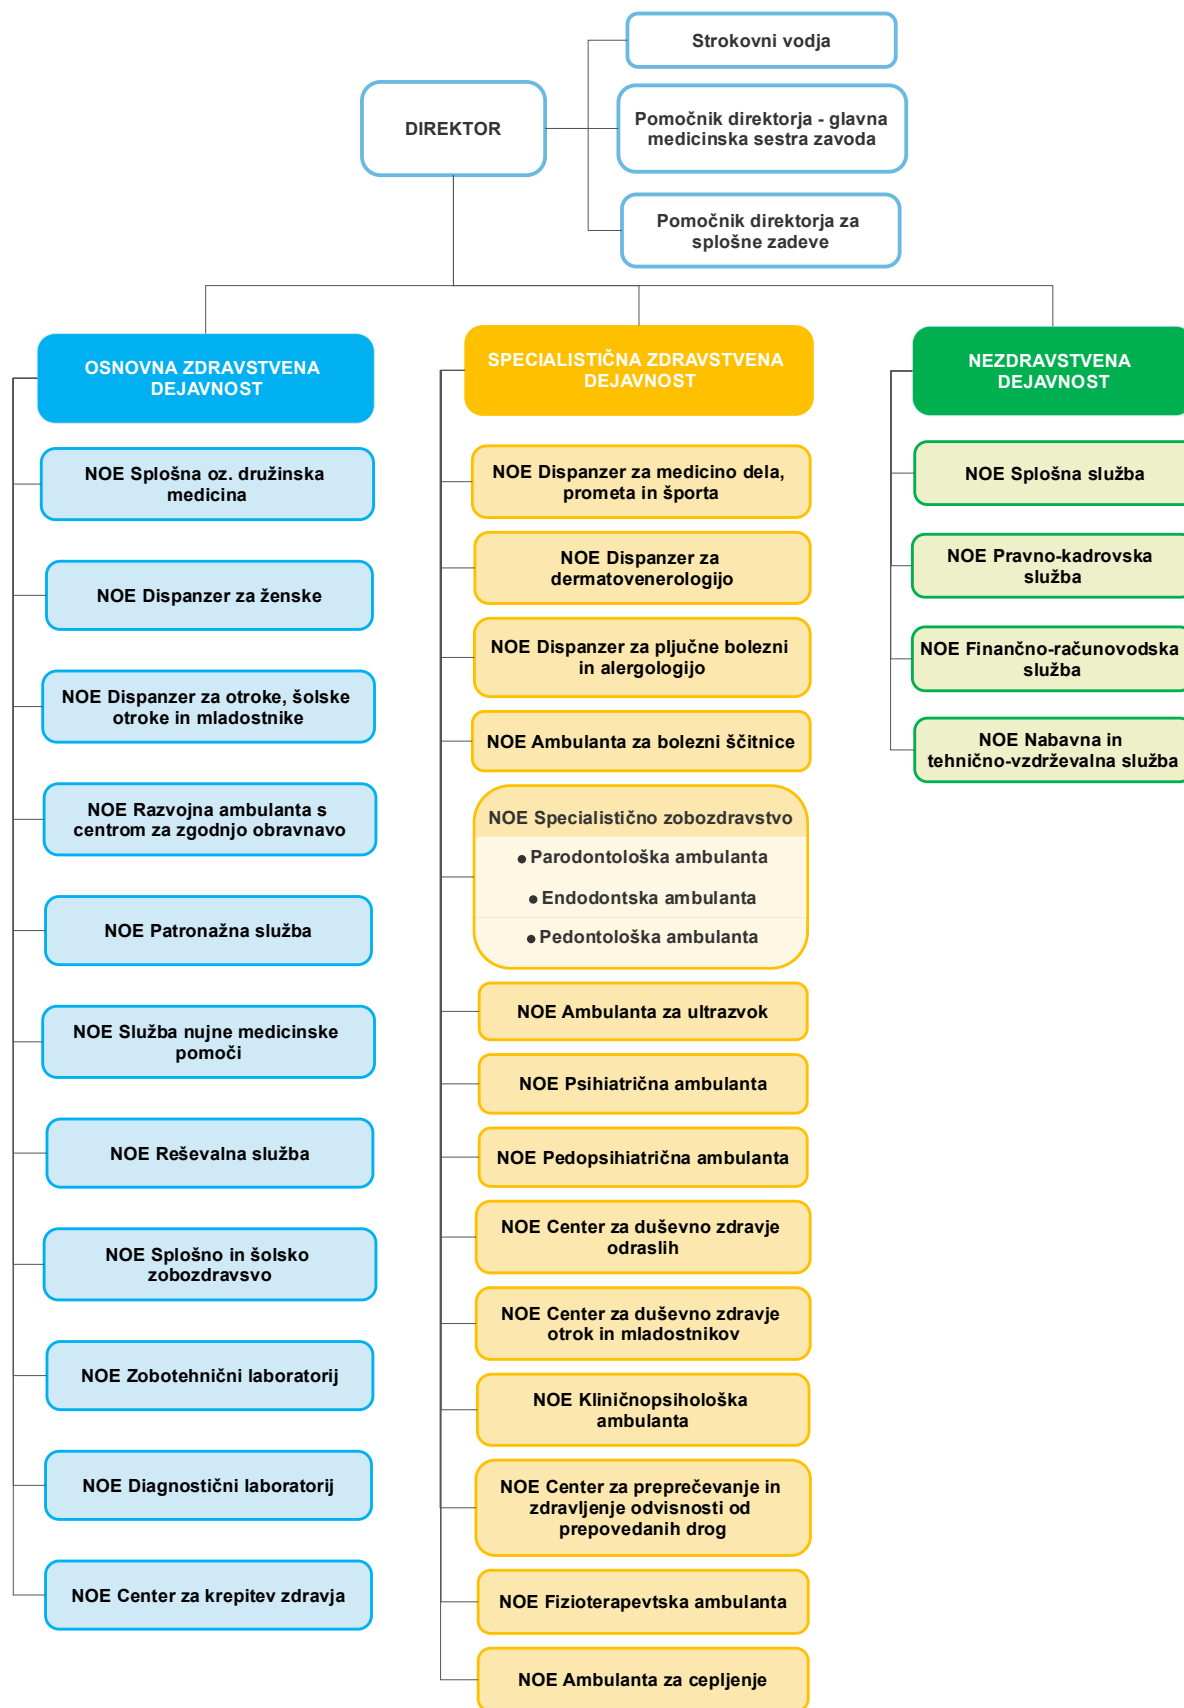 Strokovni vodja
DIREKTOR
Pomočnik direktorja - glavna
medicinska sestra zavoda
Pomočnik direktorja za
splošne zadeve
OSNOVNA ZDRAVSTVENA
DEJAVNOST
NOE Splošna oz. družinska
medicina
NOE Dispanzer za ženske
NOE Dispanzer za otroke, šolske
otroke in mladostnike
NOE Razvojna ambulanta s
centrom za zgodnjo obravnavo
NOE Patronažna služba
NOE Služba nujne medicinske
pomoči
NOE Reševalna služba
NOE Splošno in šolsko
zobozdravsvo
NOE Zobotehnični laboratorij
NOE Diagnostični laboratorij
NOE Center za krepitev zdravja
SPECIALISTIČNA ZDRAVSTVENA
DEJAVNOST
NOE Dispanzer za medicino dela,
prometa in športa
NOE Dispanzer za
dermatovenerologijo
NOE Dispanzer za pljučne bolezni
in alergologijo
NOE Ambulanta za bolezni ščitnice
NOE Specialistično zobozdravstvo
• Parodontološka ambulanta
• Endodontska ambulanta
• Pedontološka ambulanta
NOE Ambulanta za ultrazvok
NOE Psihiatrična ambulanta
NOE Pedopsihiatrična ambulanta
NOE Center za duševno zdravje
odraslih
NOE Center za duševno zdravje
otrok in mladostnikov
NOE Kliničnopsihološka
ambulanta
NOE Center za preprečevanje in
zdravljenje odvisnosti od
prepovedanih drog
NOE Fizioterapevtska ambulanta
NOE Ambulanta za cepljenje
NEZDRAVSTVENA
DEJAVNOST
NOE Splošna služba
NOE Pravno-kadrovska
služba
NOE Finančno-računovodska
služba
NOE Nabavna in
tehnično-vzdrževalna služba